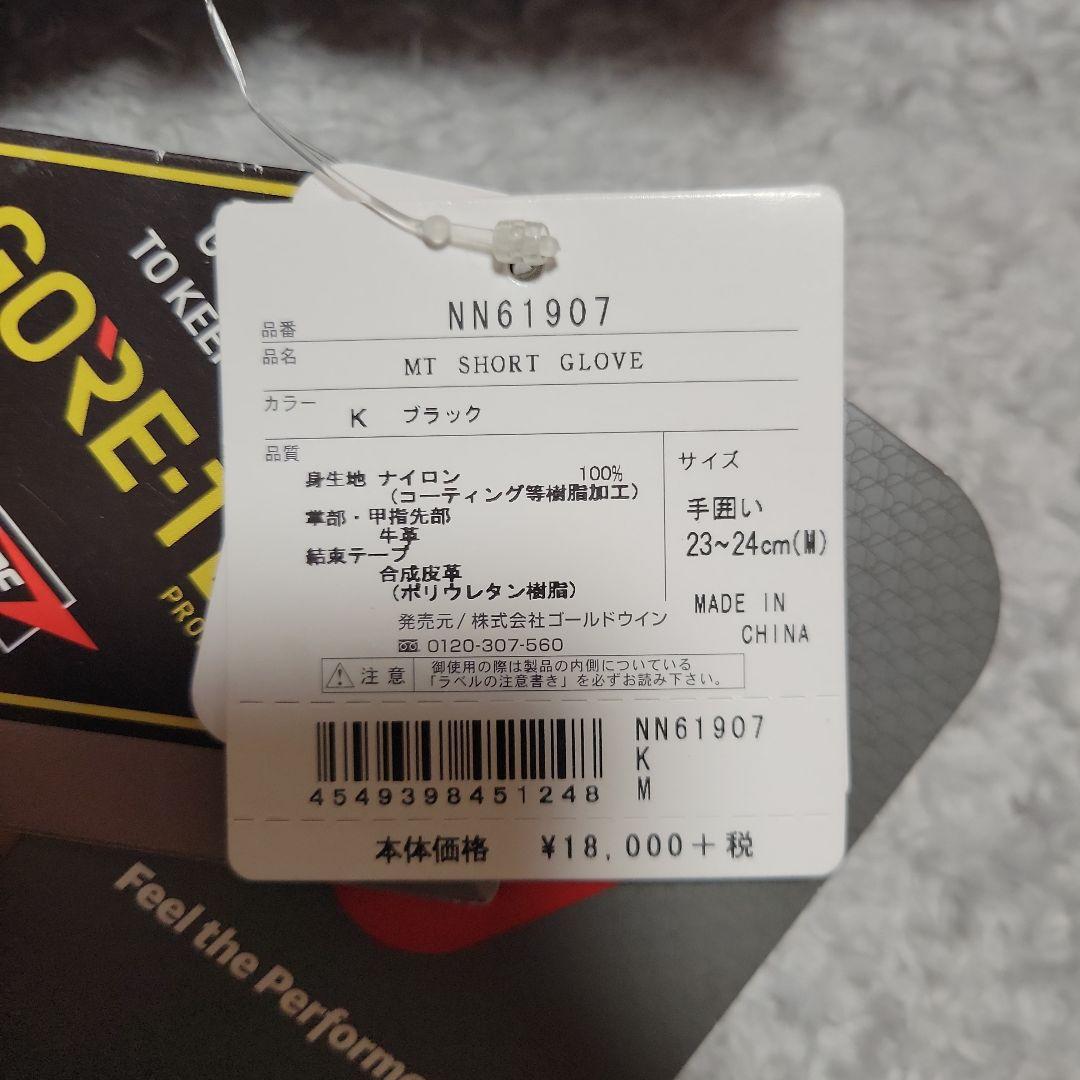 GORE-T
TO KEE
PRO
品番 NN61907
品名 MT SHORT GLOVE
カラー K ブラック
品質
身生地 ナイロン 100%
(コーティング等樹脂加工)
掌部・甲指先部
牛革
結束テープ
合成皮革
(ポリウレタン樹脂)
サイズ
手囲い
23~24cm(M)
MADE IN
CHINA
発売元/株式会社ゴールドウイン
0120-307-560
注意
御使用の際は製品の内側についている
「ラベルの注意書き」を必ずお読み下さい。
4549398451248
NN61907
K
M
本体価格 ¥18,000+税
Feel the Performa